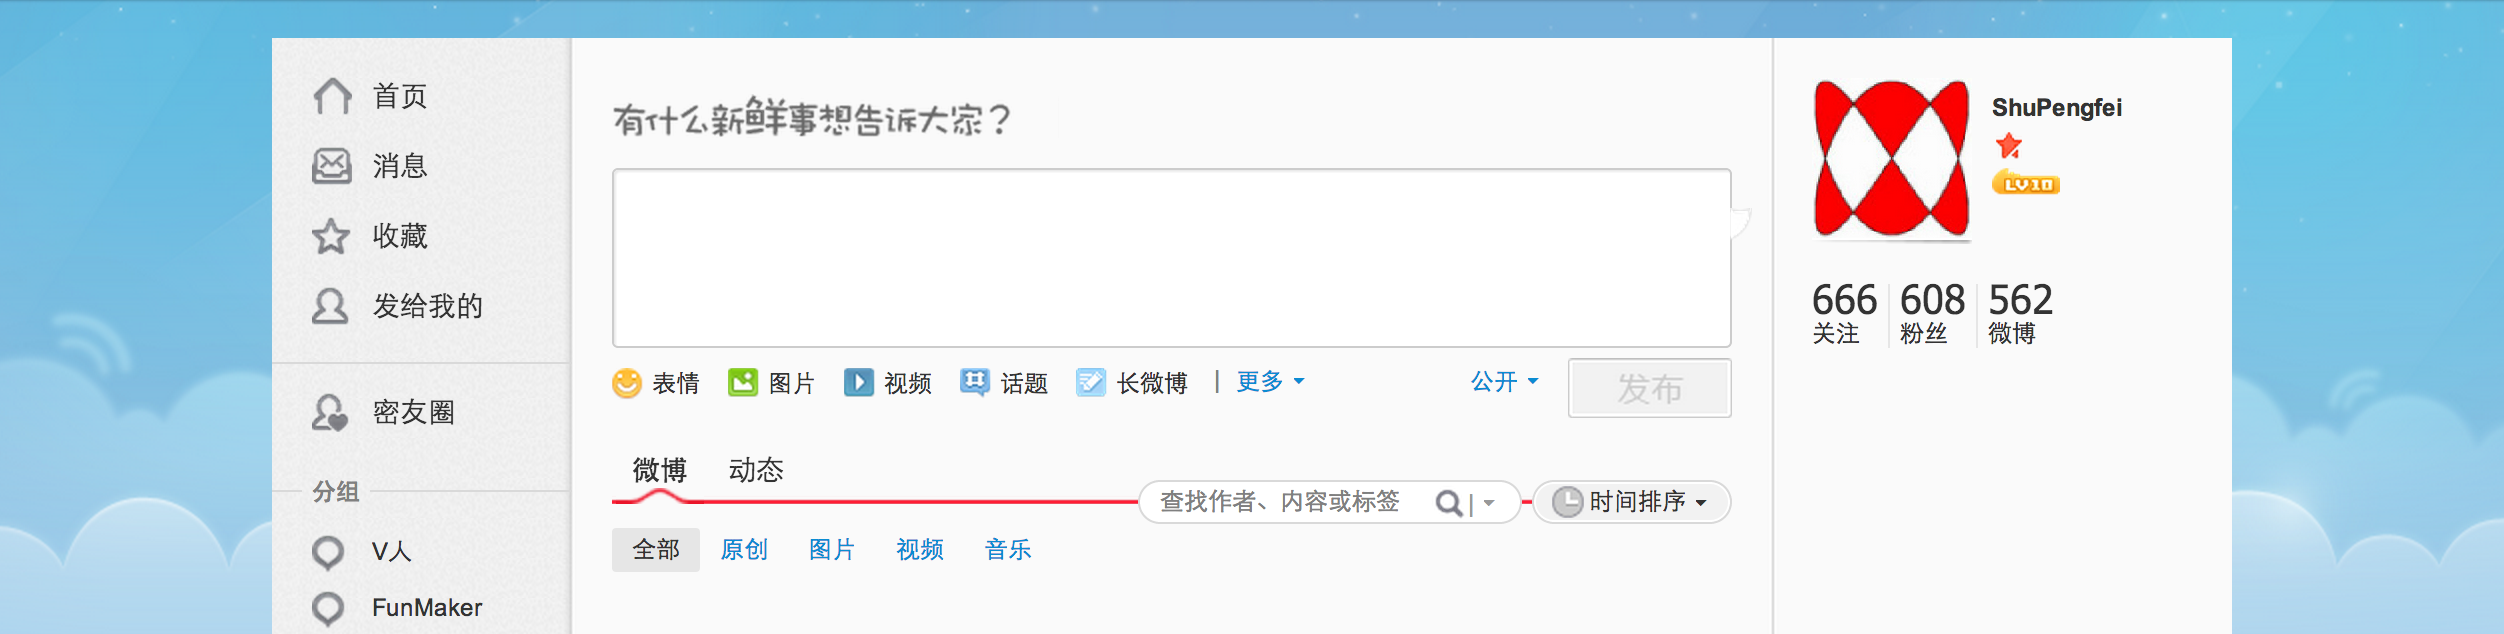 首页
消息
收藏
发给我的
密友圈
分组
V人
FunMaker
有什么新鲜事想告诉大家？
表情 图片 视频 话题 长微博 | 更多 公开 发布
微博 动态
查找作者、内容或标签 | 时间排序
全部 原创 图片 视频 音乐
ShuPengfei
LV10
666 608 562
关注 粉丝 微博